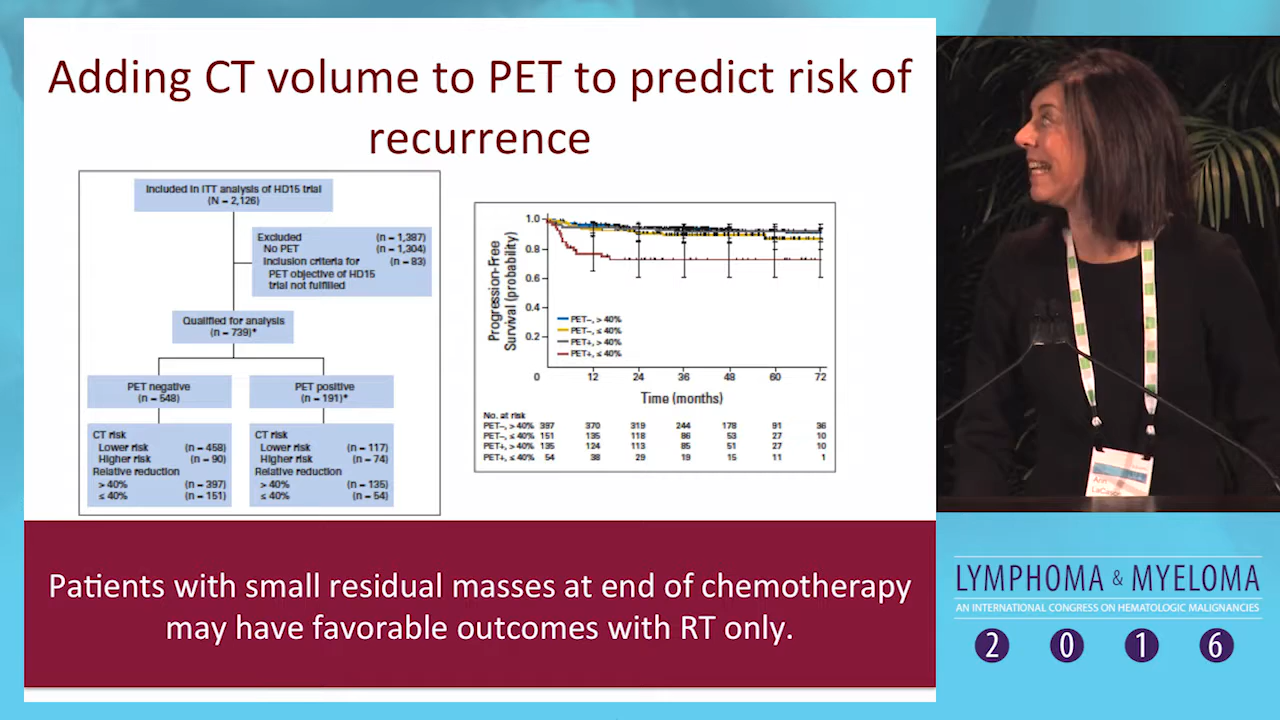 Adding CT volume to PET to predict risk of
recurrence
Included in ITT analysis of HD15 trial
(N = 2,126)
Excluded (n = 1,387)
No PET (n = 1,304)
Inclusion criteria for (n = 83)
PET objective of HD15
trial not fulfilled
Qualified for analysis
(n = 739)*
PET negative
(n = 548)
PET positive
(n = 191)*
CT risk
Lower risk (n = 458)
Higher risk (n = 90)
Relative reduction
> 40% (n = 397)
≤ 40% (n = 151)
CT risk
Lower risk (n = 117)
Higher risk (n = 74)
Relative reduction
> 40% (n = 135)
≤ 40% (n = 54)
Progression-Free
Survival (probability)
1.0
0.8
0.6
0.4
0.2
PET–, > 40%
PET–, ≤ 40%
PET+, > 40%
PET+, ≤ 40%
0 12 24 36 48 60 72
Time (months)
No. at risk
PET–, > 40% 397 370 319 244 178 91 36
PET–, ≤ 40% 151 135 118 86 53 27 10
PET+, > 40% 135 124 113 85 51 27 10
PET+, ≤ 40% 54 38 29 19 15 11 1
Patients with small residual masses at end of chemotherapy
may have favorable outcomes with RT only.
Ann
LaCasce
LYMPHOMA & MYELOMA
AN INTERNATIONAL CONGRESS ON HEMATOLOGIC MALIGNANCIES
2 0 1 6